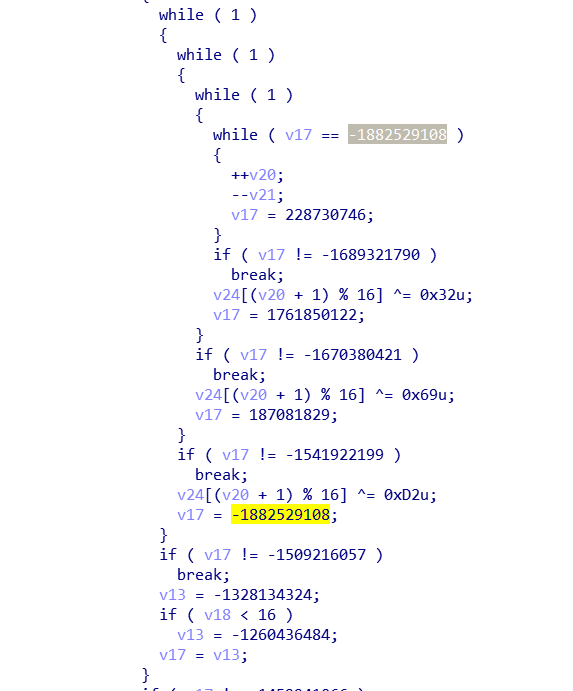 {
while ( 1 )
{
while ( 1 )
{
while ( 1 )
{
while ( v17 == -1882529108 )
{
++v20;
--v21;
v17 = 228730746;
}
if ( v17 != -1689321790 )
break;
v24[(v20 + 1) % 16] ^= 0x32u;
v17 = 1761850122;
}
if ( v17 != -1670380421 )
break;
v24[(v20 + 1) % 16] ^= 0x69u;
v17 = 187081829;
}
if ( v17 != -1541922199 )
break;
v24[(v20 + 1) % 16] ^= 0xD2u;
v17 = -1882529108;
}
if ( v17 != -1509216057 )
break;
v13 = -1328134324;
if ( v18 < 16 )
v13 = -1260436484;
v17 = v13;
}